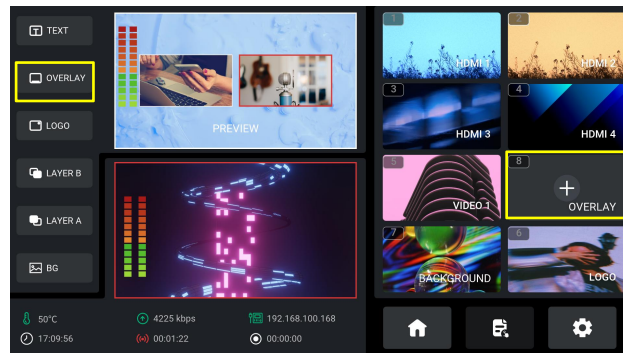 TEXT
OVERLAY
LOGO
LAYER B
LAYER A
BG
PREVIEW
1
HDMI 1
2
HDMI 2
3
HDMI 3
4
HDMI 4
5
VIDEO 1
8
OVERLAY
7
BACKGROUND
6
LOGO
50°C
4225 kbps
192.168.100.168
17:09:56
00:01:22
00:00:00